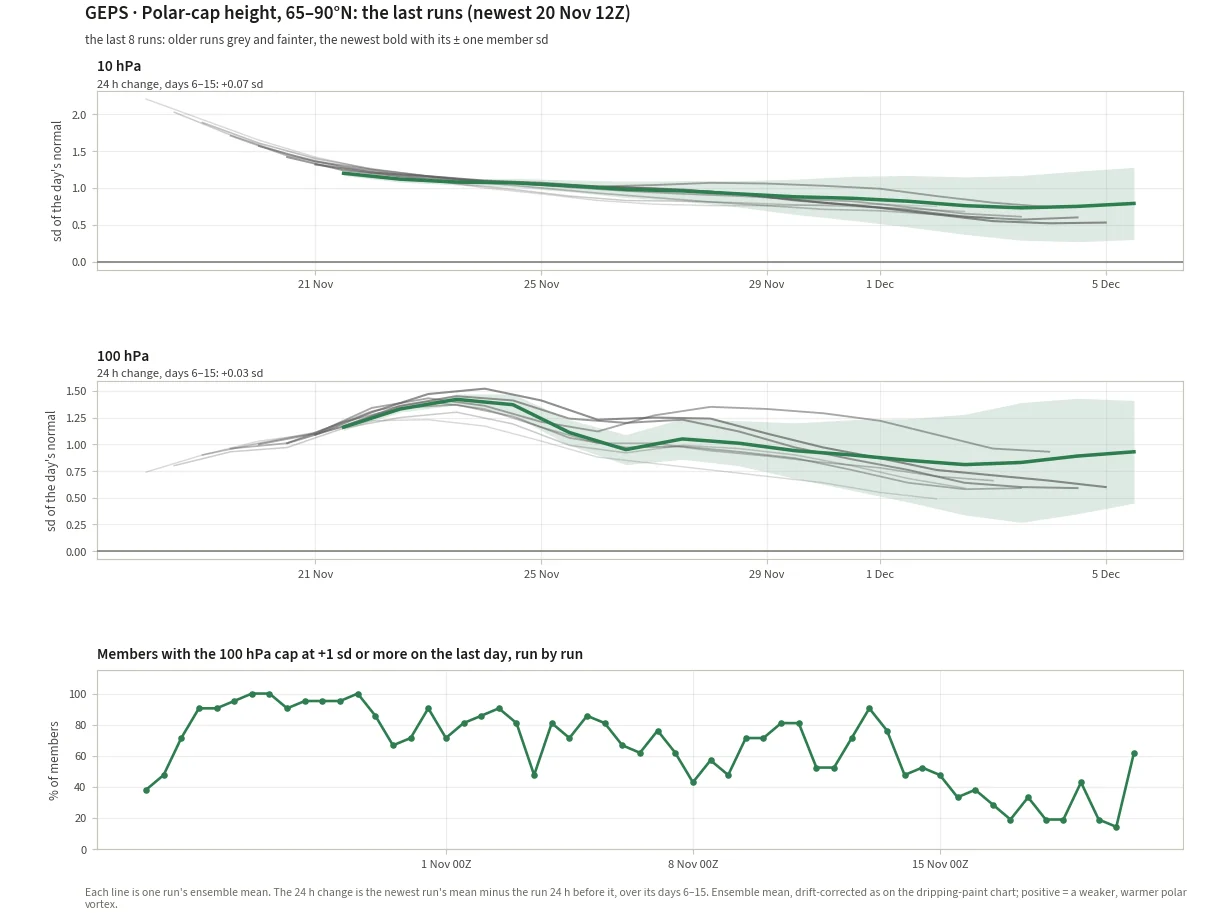 GEPS · Polar-cap height, 65–90°N: the last runs (newest 20 Nov 12Z)
the last 8 runs: older runs grey and fainter, the newest bold with its ± one member sd
10 hPa
24 h change, days 6–15: +0.07 sd
sd of the day's normal
2.0
1.5
1.0
0.5
0.0
21 Nov
25 Nov
29 Nov
1 Dec
5 Dec
100 hPa
24 h change, days 6–15: +0.03 sd
sd of the day's normal
1.50
1.25
1.00
0.75
0.50
0.25
0.00
21 Nov
25 Nov
29 Nov
1 Dec
5 Dec
Members with the 100 hPa cap at +1 sd or more on the last day, run by run
% of members
100
80
60
40
20
0
1 Nov 00Z
8 Nov 00Z
15 Nov 00Z
Each line is one run's ensemble mean. The 24 h change is the newest run's mean minus the run 24 h before it, over its days 6–15. Ensemble mean, drift-corrected as on the dripping-paint chart; positive = a weaker, warmer polar
vortex.